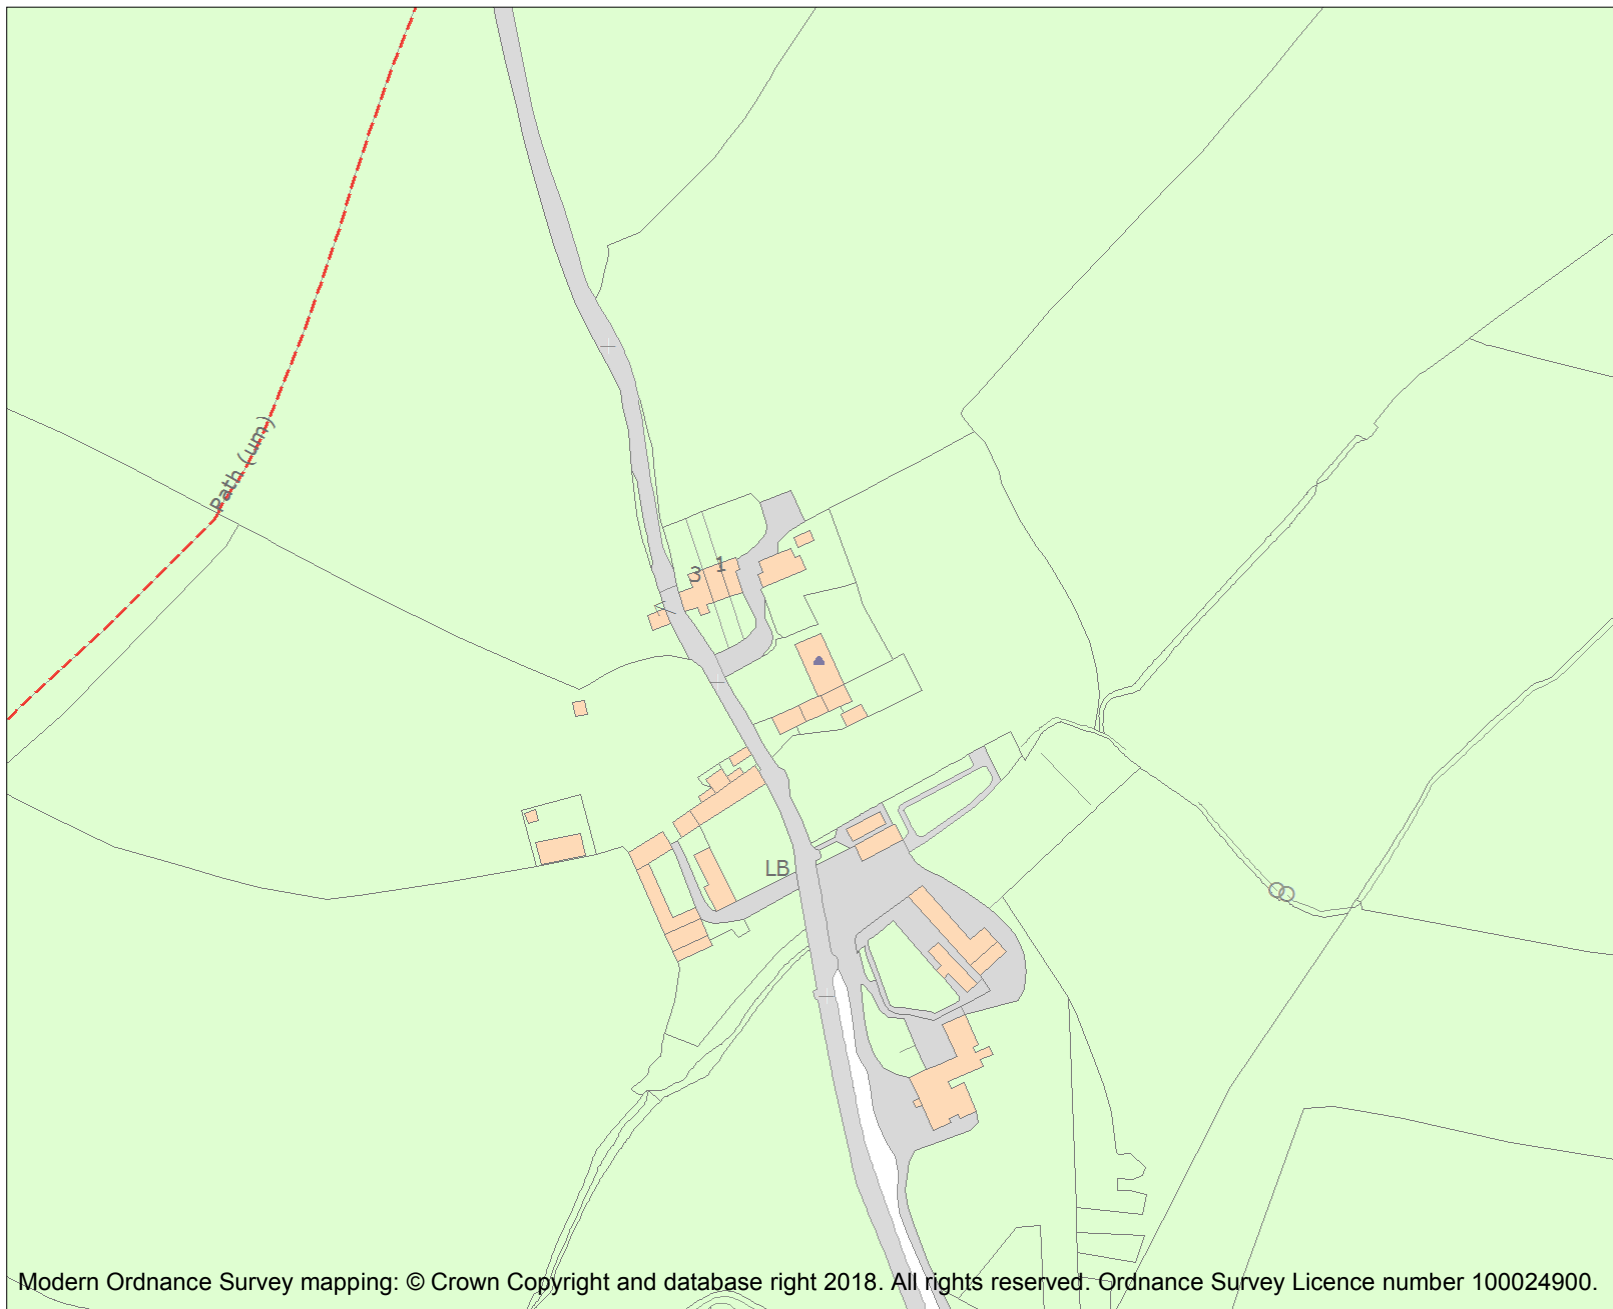 Path (um)
3
1
LB
Modern Ordnance Survey mapping: © Crown Copyright and database right 2018. All rights reserved. Ordnance Survey Licence number 100024900.